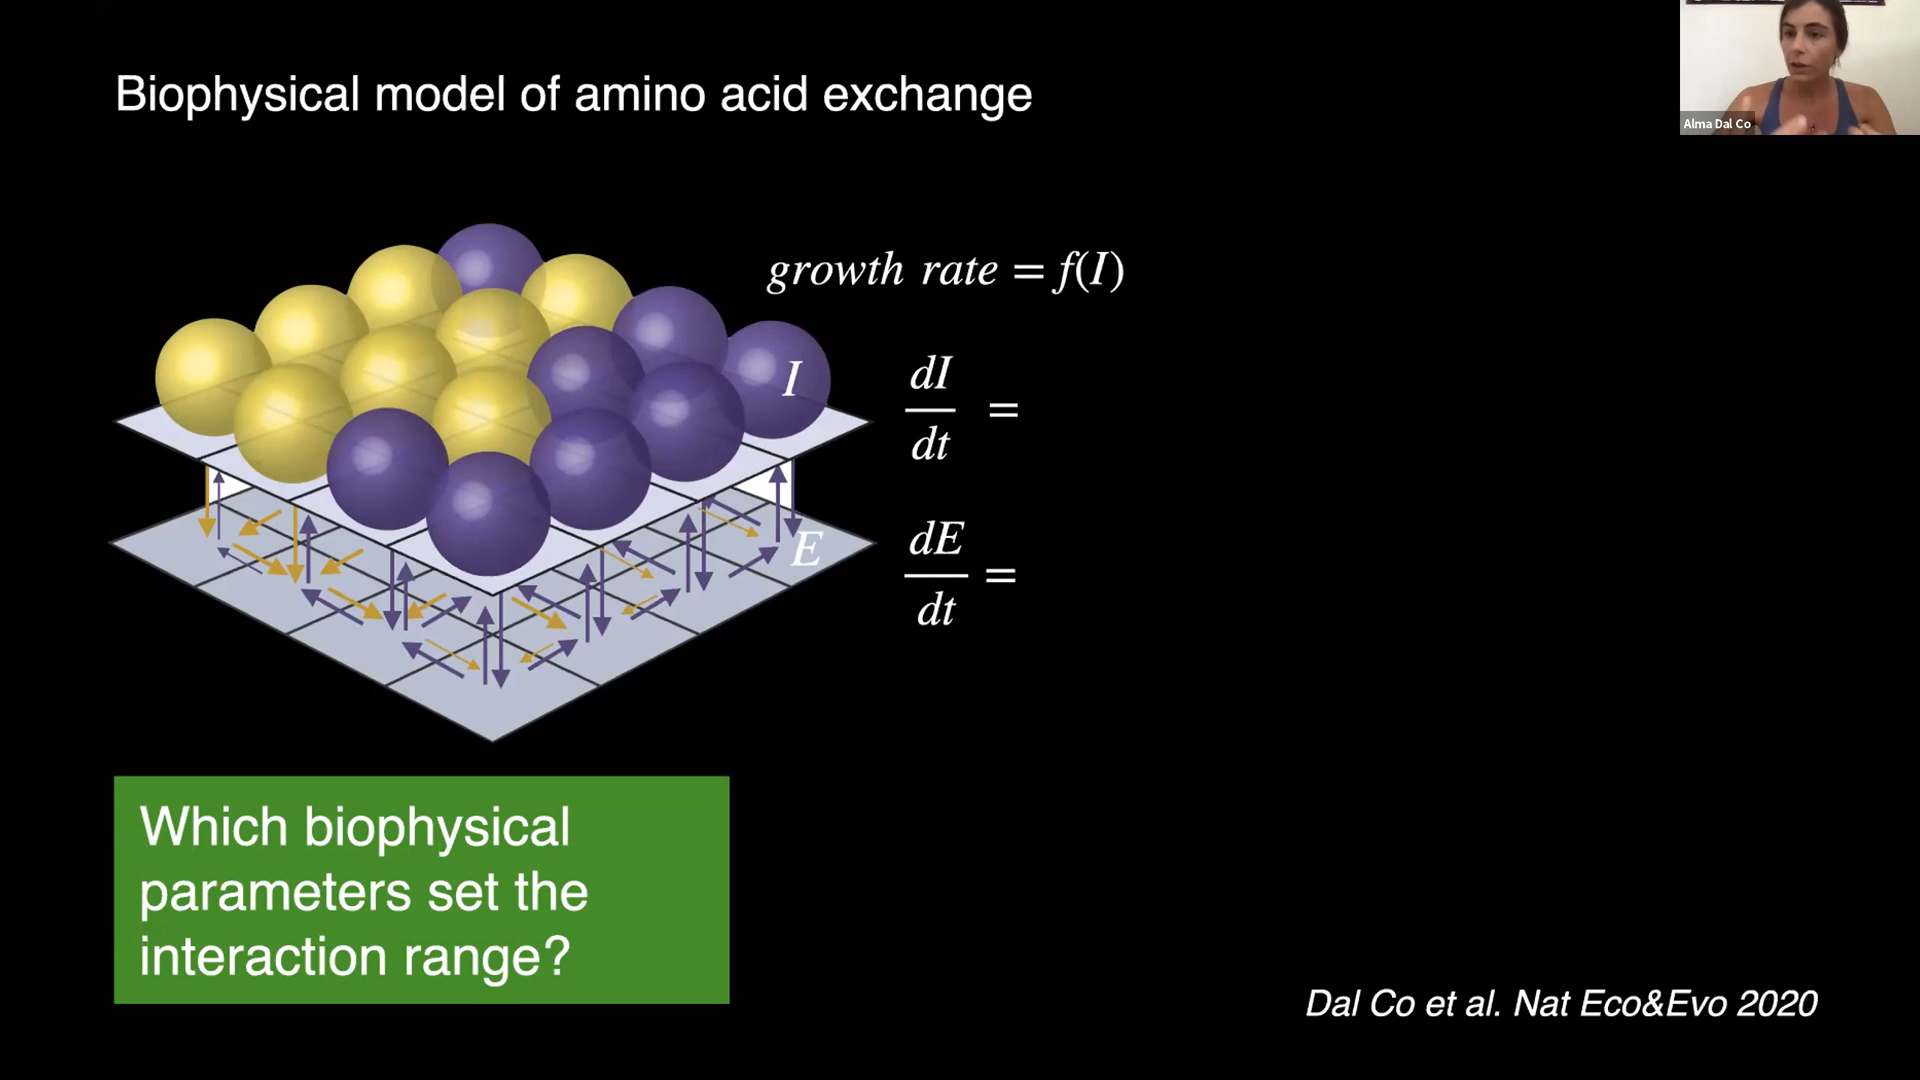 Biophysical model of amino acid exchange
Alma Dal Co
growth rate = f(I)
I
dI
dt
=
E
dE
dt
=
Which biophysical
parameters set the
interaction range?
Dal Co et al. Nat Eco&Evo 2020